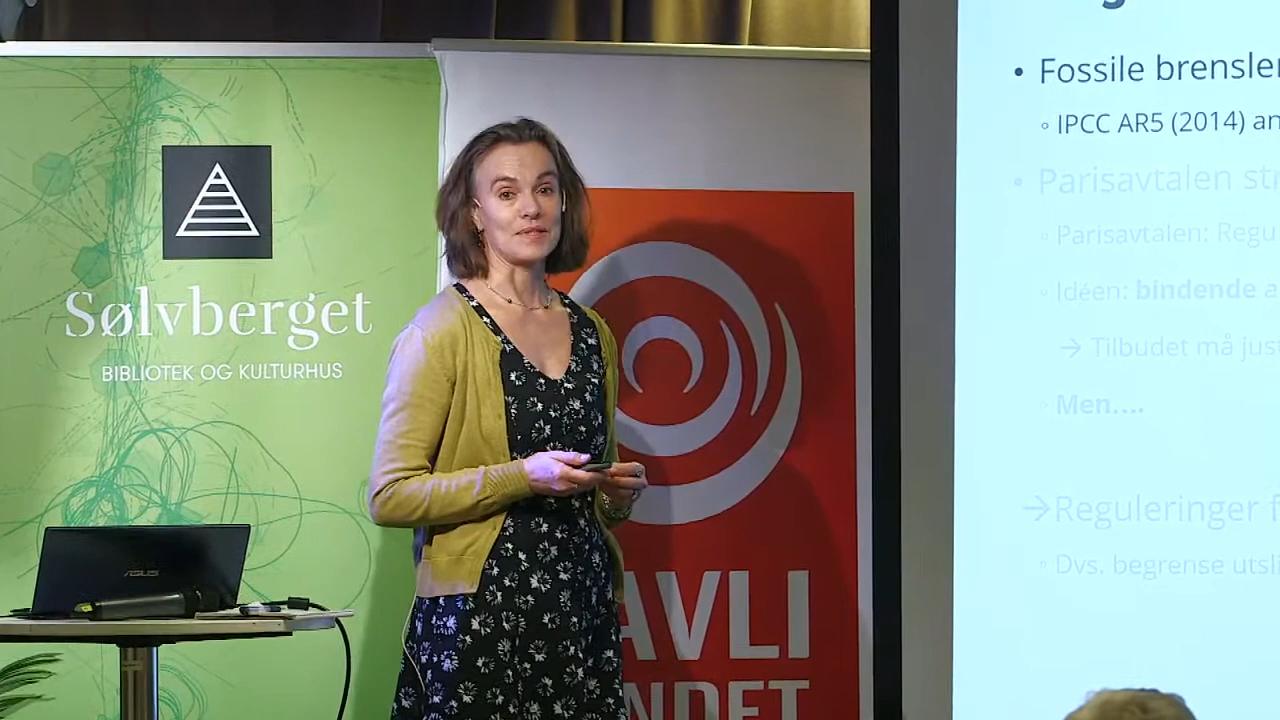 Sølvberget
BIBLIOTEK OG KULTURHUS
ASUS
AVLI
NDET
• Fossile brensler
◦ IPCC AR5 (2014) an
• Parisavtalen str
◦ Parisavtalen: Regu
◦ Idéen: bindende a
→ Tilbudet må just
◦ Men....
→Reguleringer f
◦ Dvs. begrense utsli